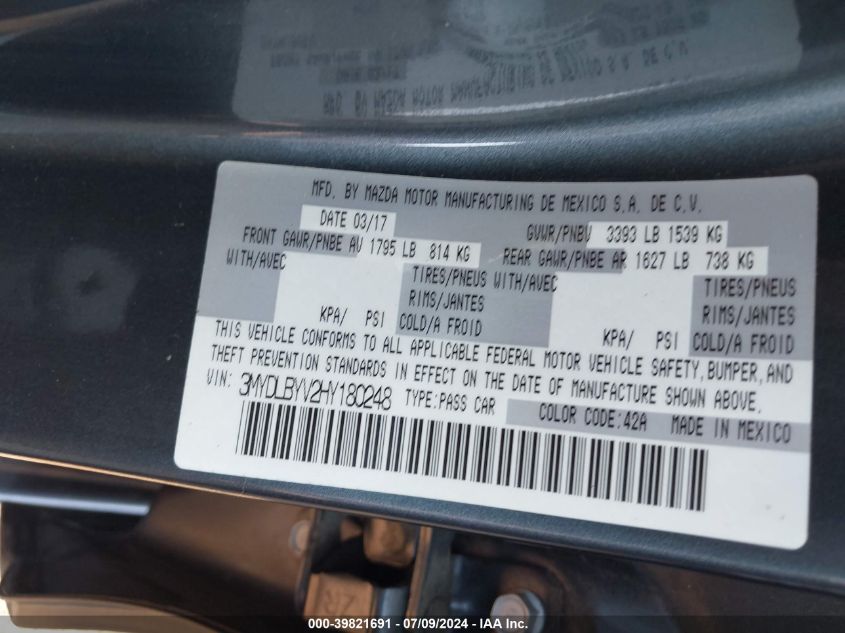 MFD. BY MAZDA MOTOR MANUFACTURING DE MEXICO S.A. DE C.V.
DATE 03/17 GVWR/PNBV 3393 LB 1539 KG
FRONT GAWR/PNBE AV 1795 LB 814 KG REAR GAWR/PNBE AR 1627 LB 738 KG
WITH/AVEC TIRES/PNEUS WITH/AVEC TIRES/PNEUS
RIMS/JANTES RIMS/JANTES
KPA/ PSI COLD/A FROID KPA/ PSI COLD/A FROID
THIS VEHICLE CONFORMS TO ALL APPLICABLE FEDERAL MOTOR VEHICLE SAFETY, BUMPER, AND
THEFT PREVENTION STANDARDS IN EFFECT ON THE DATE OF MANUFACTURE SHOWN ABOVE.
VIN: 3MYDLBYV2HY180248 TYPE:PASS CAR COLOR CODE:42A MADE IN MEXICO
000-39821691 - 07/09/2024 - IAA Inc.